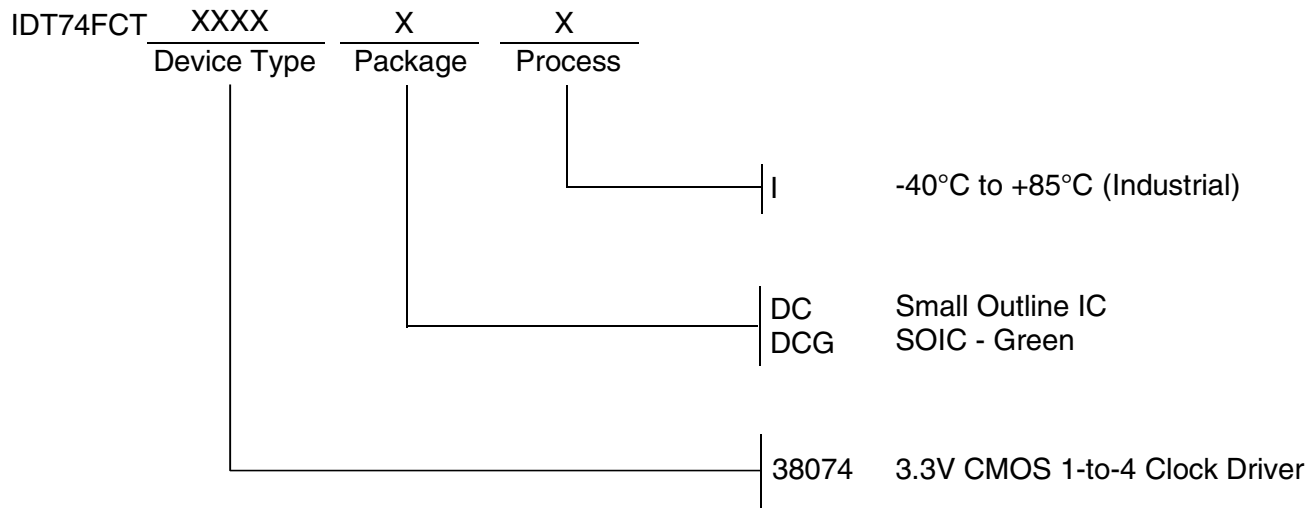 IDT74FCT XXXX X X
Device Type Package Process
I -40°C to +85°C (Industrial)
DC Small Outline IC
DCG SOIC - Green
38074 3.3V CMOS 1-to-4 Clock Driver